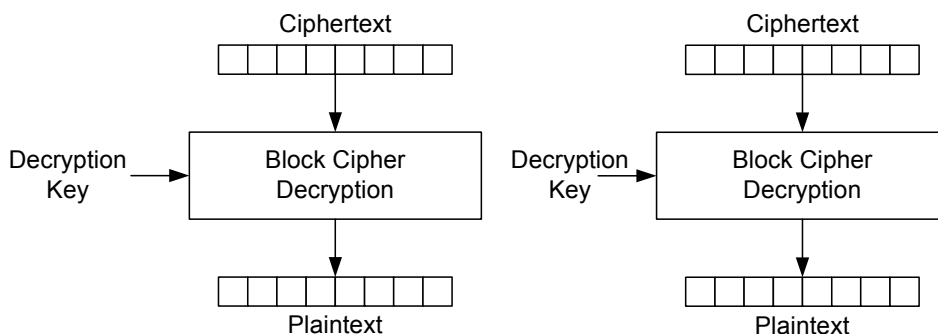 Ciphertext
Decryption
Key
Block Cipher
Decryption
Plaintext
Ciphertext
Decryption
Key
Block Cipher
Decryption
Plaintext